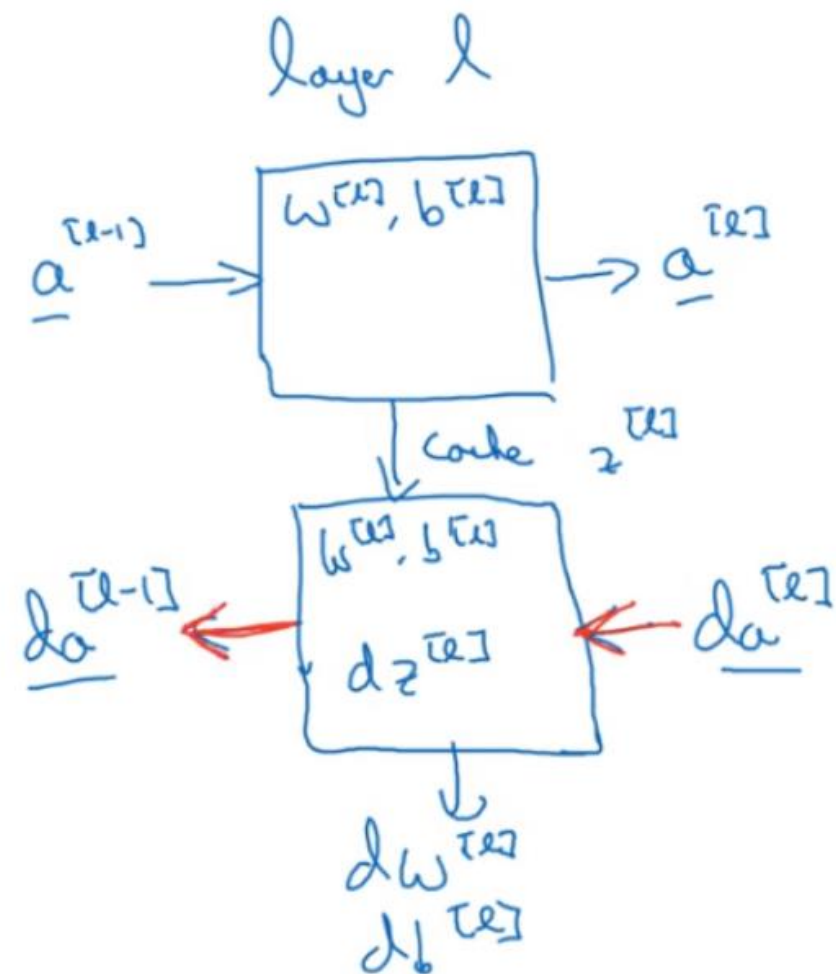 layer l
a^[l-1] → w^[l], b^[l] → a^[l]
cache z^[l]
w^[l], b^[l]
da^[l-1] ← dz^[l] ← da^[l]
dw^[l]
db^[l]